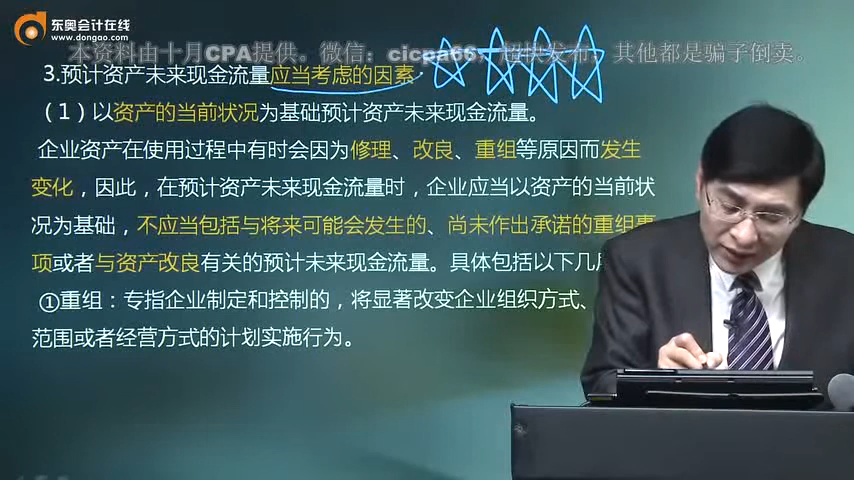 东奥会计在线
www.dongao.com
本资料由十月CPA提供。微信：cicpa66，超快发布，其他都是骗子倒卖。
3.预计资产未来现金流量应当考虑的因素
（1）以资产的当前状况为基础预计资产未来现金流量。
企业资产在使用过程中有时会因为修理、改良、重组等原因而发生
变化，因此，在预计资产未来现金流量时，企业应当以资产的当前状
况为基础，不应当包括与将来可能会发生的、尚未作出承诺的重组事
项或者与资产改良有关的预计未来现金流量。具体包括以下几
①重组：专指企业制定和控制的，将显著改变企业组织方式、
范围或者经营方式的计划实施行为。